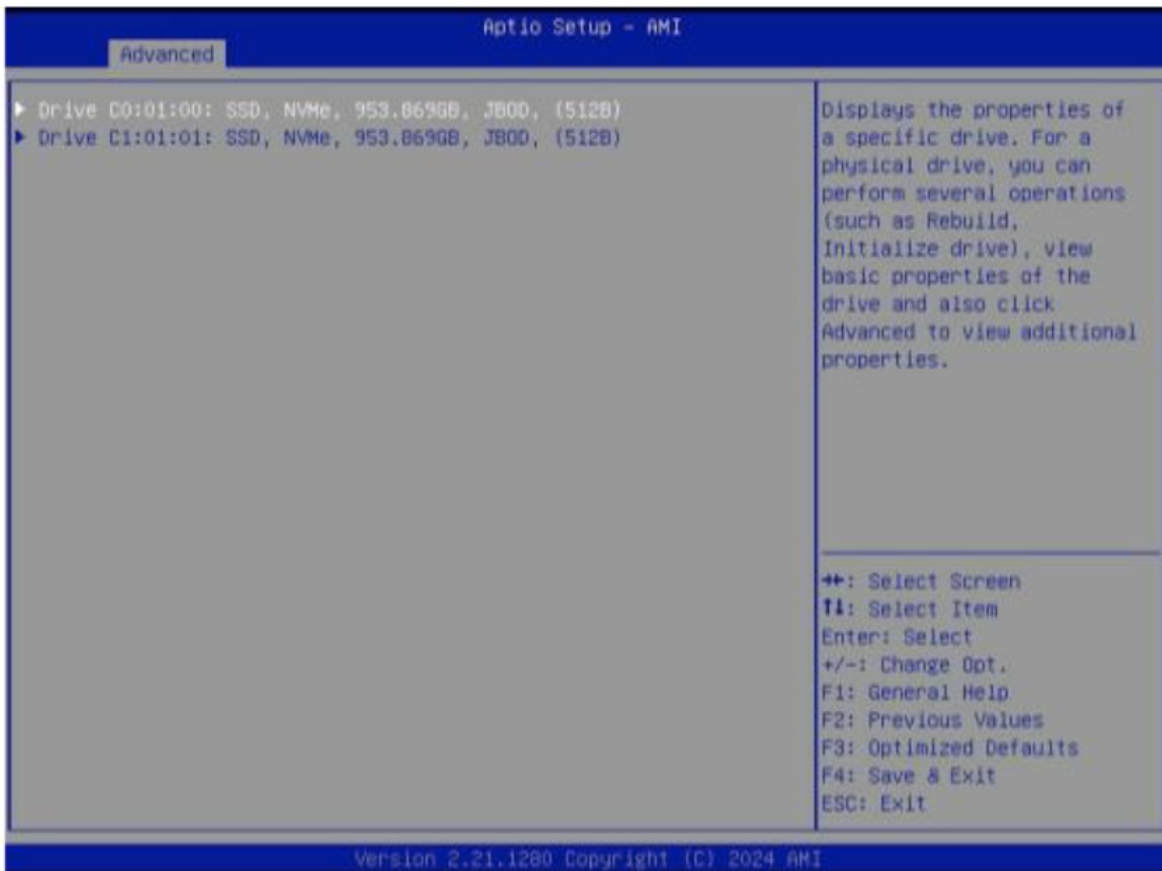 Aptio Setup - AMI
Advanced
Drive C0:01:00: SSD, NVMe, 953.869GB, JBOD, (512B)
Drive C1:01:01: SSD, NVMe, 953.869GB, JBOD, (512B)
Displays the properties of
a specific drive. For a
physical drive, you can
perform several operations
(such as Rebuild,
Initialize drive), view
basic properties of the
drive and also click
Advanced to view additional
properties.
→←: Select Screen
↑↓: Select Item
Enter: Select
+/-: Change Opt.
F1: General Help
F2: Previous Values
F3: Optimized Defaults
F4: Save & Exit
ESC: Exit
Version 2.21.1280 Copyright (C) 2024 AMI